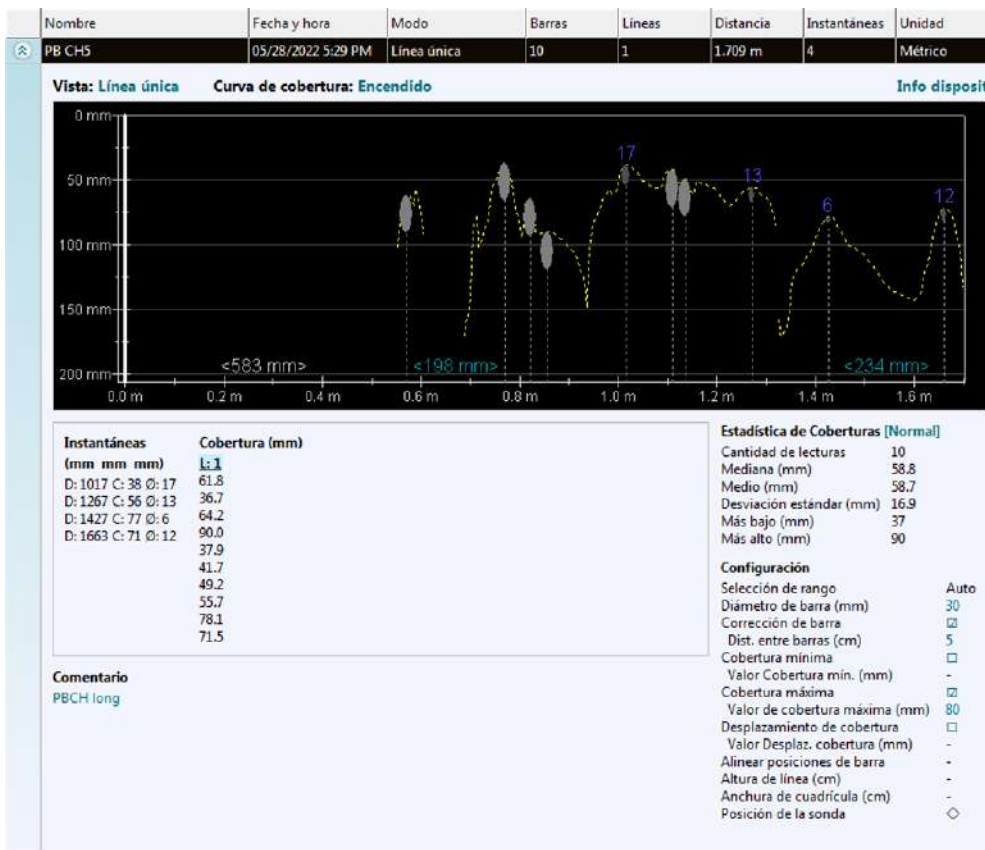 Nombre Fecha y hora Modo Barras Líneas Distancia Instantáneas Unidad
PB CH5 05/28/2022 5:29 PM Línea única 10 1 1.709 m 4 Métrico
Vista: Línea única Curva de cobertura: Encendido Info disposit
0 mm
50 mm
100 mm
150 mm
200 mm
17
13
6
12
<583 mm> <198 mm> <234 mm>
0.0 m 0.2 m 0.4 m 0.6 m 0.8 m 1.0 m 1.2 m 1.4 m 1.6 m
Instantáneas
(mm mm mm)
D: 1017 C: 38 Ø: 17
D: 1267 C: 56 Ø: 13
D: 1427 C: 77 Ø: 6
D: 1663 C: 71 Ø: 12
Cobertura (mm)
L: 1
61.8
36.7
64.2
90.0
37.9
41.7
49.2
55.7
78.1
71.5
Comentario
PBCH long
Estadística de Coberturas [Normal]
Cantidad de lecturas 10
Mediana (mm) 58.8
Medio (mm) 58.7
Desviación estándar (mm) 16.9
Más bajo (mm) 37
Más alto (mm) 90
Configuración
Selección de rango Auto
Diámetro de barra (mm) 30
Corrección de barra ☑
Dist. entre barras (cm) 5
Cobertura mínima ☐
Valor Cobertura mín. (mm) -
Cobertura máxima ☑
Valor de cobertura máxima (mm) 80
Desplazamiento de cobertura ☐
Valor Desplaz. cobertura (mm) -
Alinear posiciones de barra -
Altura de línea (cm) -
Anchura de cuadrícula (cm) -
Posición de la sonda ◇